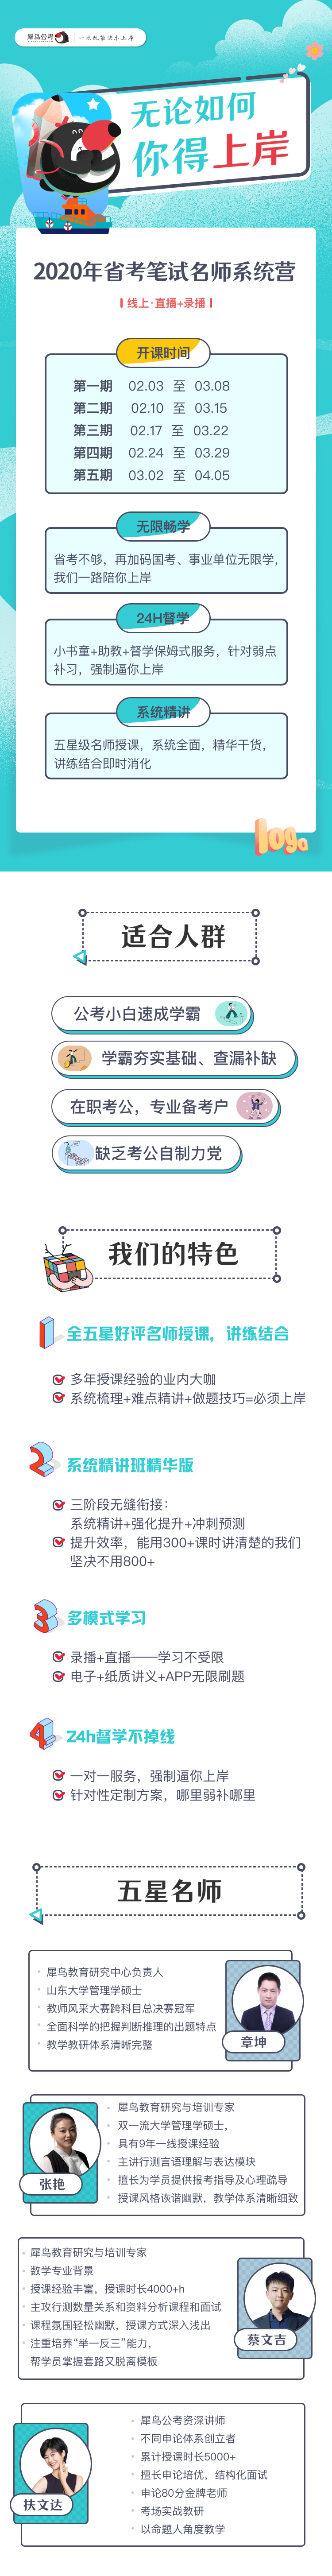 犀鸟公考 一次就能快乐上岸
无论如何
你得上岸
2020年省考笔试名师系统营
线上·直播+录播
开课时间
第一期 02.03 至 03.08
第二期 02.10 至 03.15
第三期 02.17 至 03.22
第四期 02.24 至 03.29
第五期 03.02 至 04.05
无限畅学
省考不够，再加码国考、事业单位无限学，
我们一路陪你上岸
24H督学
小书童+助教+督学保姆式服务，针对弱点
补习，强制逼你上岸
系统精讲
五星级名师授课，系统全面，精华干货，
讲练结合即时消化
loga
适合人群
公考小白速成学霸
学霸夯实基础、查漏补缺
在职考公，专业备考户
缺乏考公自制力党
我们的特色
1 全五星好评名师授课，讲练结合
多年授课经验的业内大咖
系统梳理+难点精讲+做题技巧=必须上岸
2 系统精讲班精华版
三阶段无缝衔接：
系统精讲+强化提升+冲刺预测
提升效率，能用300+课时讲清楚的我们
坚决不用800+
3 多模式学习
录播+直播——学习不受限
电子+纸质讲义+APP无限刷题
4 24h督学不掉线
一对一服务，强制逼你上岸
针对性定制方案，哪里弱补哪里
五星名师
犀鸟教育研究中心负责人
山东大学管理学硕士
教师风采大赛跨科目总决赛冠军
全面科学的把握判断推理的出题特点
教学教研体系清晰完整
章坤
犀鸟教育研究与培训专家
双一流大学管理学硕士，
具有9年一线授课经验
主讲行测言语理解与表达模块
擅长为学员提供报考指导及心理疏导
授课风格诙谐幽默，教学体系清晰细致
张艳
犀鸟教育研究与培训专家
数学专业背景
授课经验丰富，授课时长4000+h
主攻行测数量关系和资料分析课程和面试
课程氛围轻松幽默，授课方式深入浅出
注重培养“举一反三”能力，
帮学员掌握套路又脱离模板
蔡文吉
犀鸟公考资深讲师
不同申论体系创立者
累计授课时长5000+
擅长申论培优，结构化面试
申论80分金牌老师
考场实战教研
以命题人角度教学
扶文达